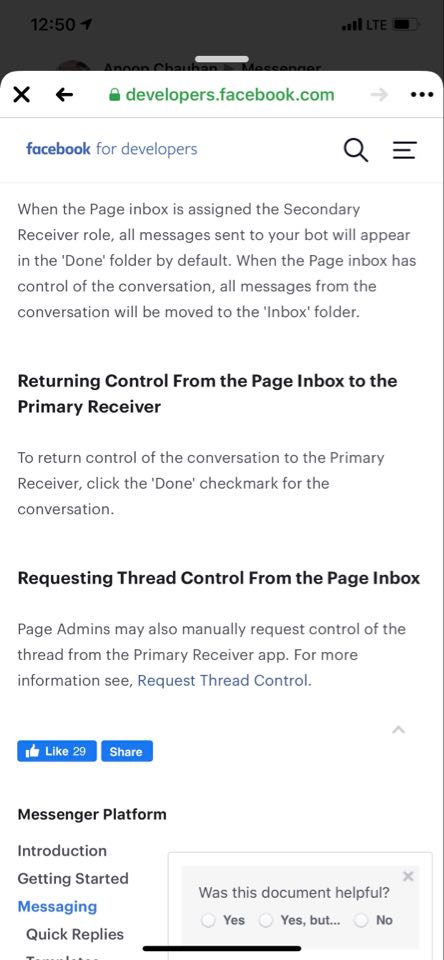 12:50
LTE
Anoop Chauhan ▸ Messenger
developers.facebook.com
facebook for developers
When the Page inbox is assigned the Secondary
Receiver role, all messages sent to your bot will appear
in the 'Done' folder by default. When the Page inbox has
control of the conversation, all messages from the
conversation will be moved to the 'Inbox' folder.
Returning Control From the Page Inbox to the
Primary Receiver
To return control of the conversation to the Primary
Receiver, click the 'Done' checkmark for the
conversation.
Requesting Thread Control From the Page Inbox
Page Admins may also manually request control of the
thread from the Primary Receiver app. For more
information see, Request Thread Control.
Like 29
Share
Messenger Platform
Introduction
Getting Started
Messaging
Quick Replies
Templates
Was this document helpful?
Yes
Yes, but...
No